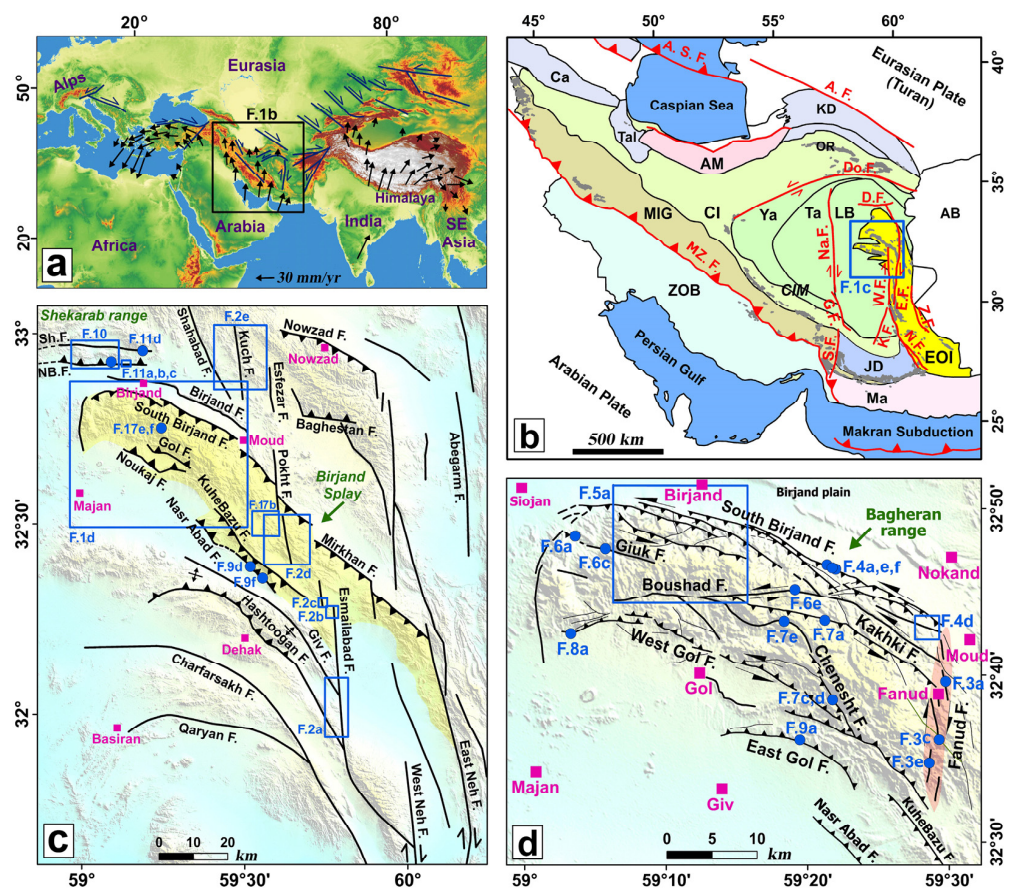 20°
80°
50°
20°
Alps
Eurasia
F.1b
Himalaya
Africa
Arabia
India
SE
Asia
30 mm/yr
a
45°
50°
55°
60°
40°
35°
30°
25°
A. S. F.
Ca
Caspian Sea
Eurasian Plate
(Turan)
A. F.
KD
Tal
AM
OR
Do.F.
D.F.
MIG
CI
Ya
Ta
LB
AB
Na.F.
F.1c
MZ. F.
ZOB
CIM
G.F.
W.F.
E.F.
Z.F.
K.F.
N.F.
S.F.
EOI
JD
Ma
Persian Gulf
Arabian Plate
Makran Subduction
500 km
b
Shekarab range
33°
32°30'
32°
59°
59°30'
60°
Sh.F.
F.10
F.11d
NB.F.
F.11a,b,c
Birjand
Shahabad F.
F.2e
Kuch F.
Nowzad F.
Nowzad
Birjand F.
Esfezar F.
South Birjand F.
F.17e,f
Moud
Baghestan F.
Gol F.
Noukaj F.
Pokht F.
Abegarm F.
Majan
KuheBazu F.
Birjand
Splay
F.17b
F.1d
Nasr Abad F.
Mirkhan F.
F.9d
F.2d
F.9f
F.2c
F.2b
Esmailabad F.
Hashtoogan F.
Giv F.
Dehak
Charfarsakh F.
F.2a
Basiran
Qaryan F.
West Neh F.
East Neh F.
0 10 20
km
c
Siojan
F.5a
Birjand
Birjand plain
32°50'
32°40'
32°30'
South Birjand F.
Bagheran
range
F.6a
Giuk F.
F.6c
F.4a,e,f
Nokand
Boushad F.
F.6e
F.4d
F.7e
F.7a
Kakhki F.
F.8a
West Gol F.
Moud
Gol
Chenesht F.
F.3a
Fanud
F.7c,d
Fanud F.
F.9a
F.3c
East Gol F.
F.3e
Majan
Giv
Nasr Abad F.
KuheBazu F.
0 5 10
km
d
59°
59°10'
59°20'